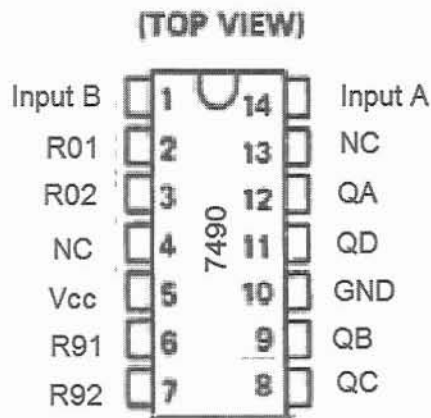 (TOP VIEW)
Input B 1 14 Input A
R01 2 13 NC
R02 3 12 QA
NC 4 11 QD
Vcc 5 10 GND
R91 6 9 QB
R92 7 8 QC
7490